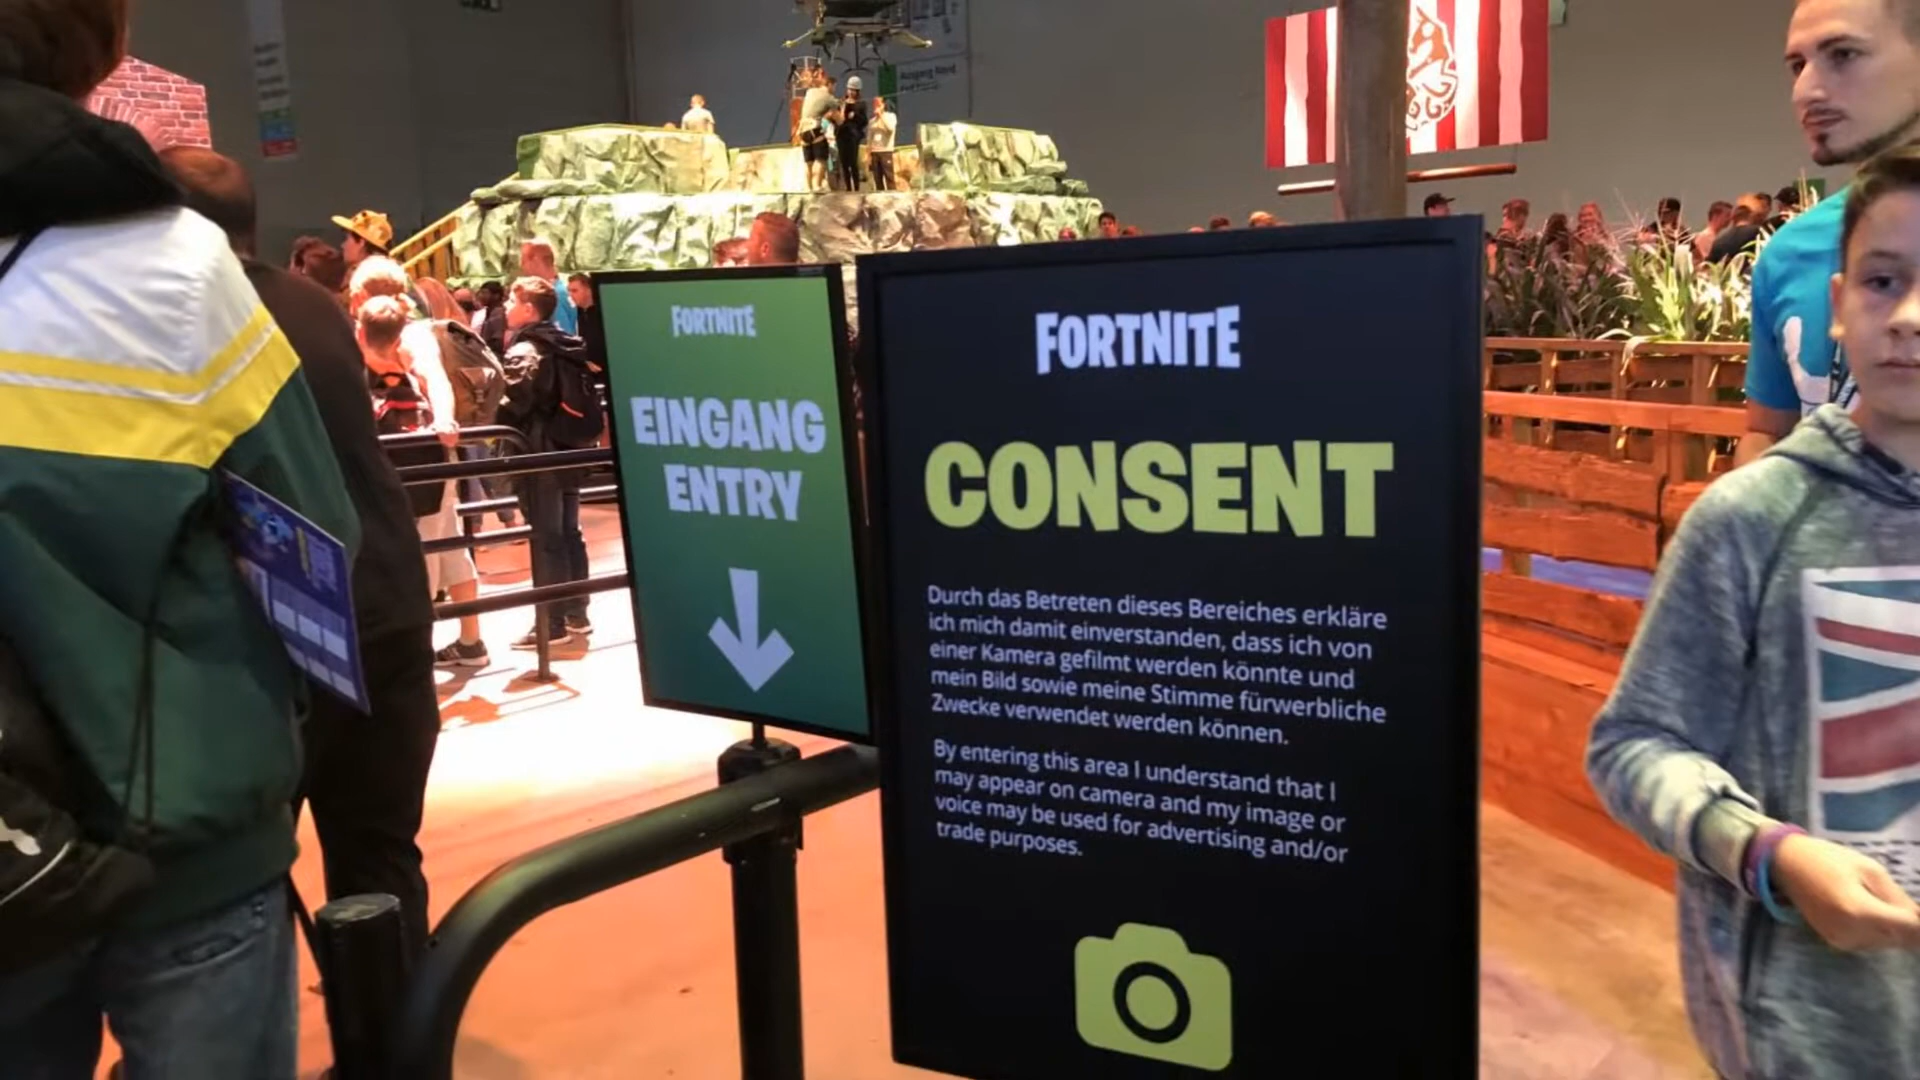 Ausgang Nord
FORTNITE
EINGANG
ENTRY
FORTNITE
CONSENT
Durch das Betreten dieses Bereiches erkläre
ich mich damit einverstanden, dass ich von
einer Kamera gefilmt werden könnte und
mein Bild sowie meine Stimme fürwerbliche
Zwecke verwendet werden können.
By entering this area I understand that I
may appear on camera and my image or
voice may be used for advertising and/or
trade purposes.